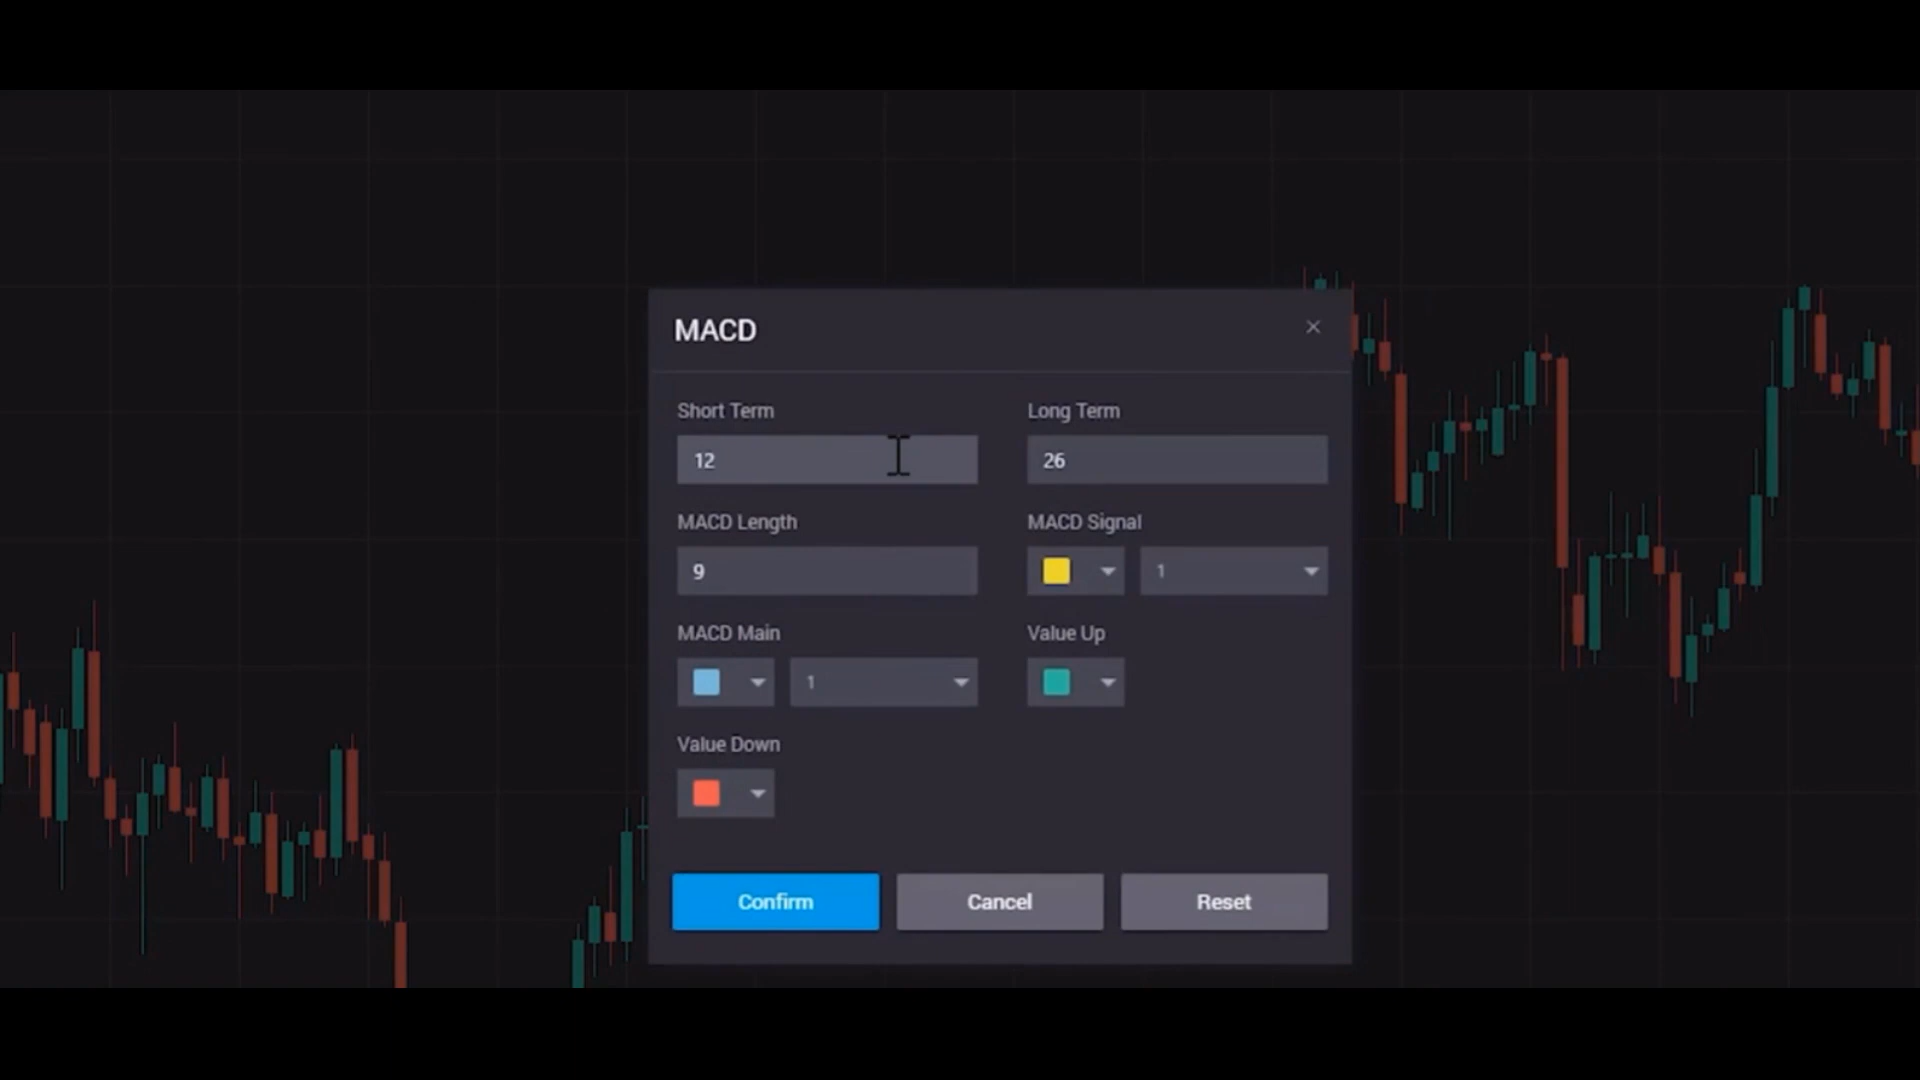 MACD
Short Term
Long Term
12
26
MACD Length
MACD Signal
9
1
MACD Main
Value Up
1
Value Down
Confirm
Cancel
Reset